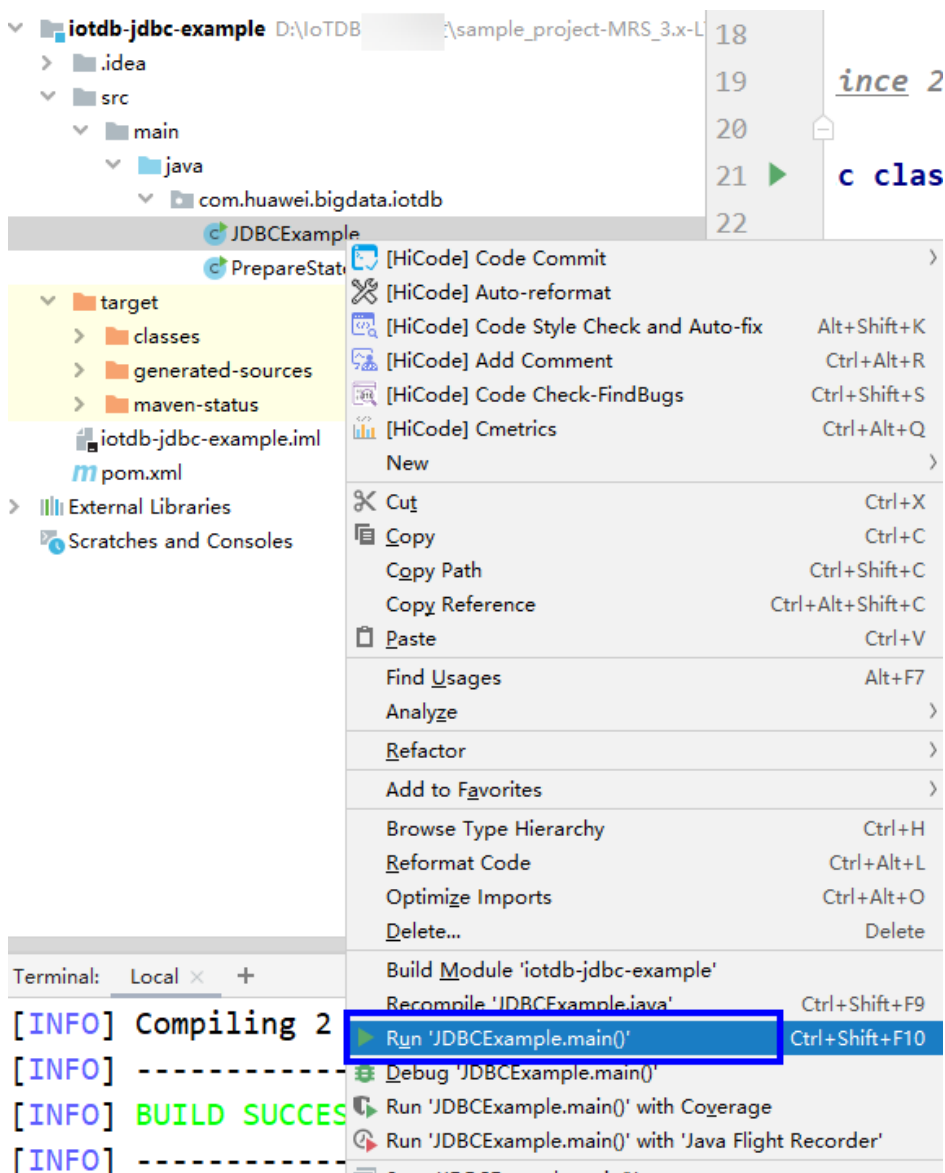 iotdb-jdbc-example D:\IoTDB \sample_project-MRS_3.x-L
.idea
src
main
java
com.huawei.bigdata.iotdb
JDBCExample
PrepareState
target
classes
generated-sources
maven-status
iotdb-jdbc-example.iml
pom.xml
External Libraries
Scratches and Consoles
18
19 ince 2
20
21 c clas
22
[HiCode] Code Commit
[HiCode] Auto-reformat
[HiCode] Code Style Check and Auto-fix Alt+Shift+K
[HiCode] Add Comment Ctrl+Alt+R
[HiCode] Code Check-FindBugs Ctrl+Shift+S
[HiCode] Cmetrics Ctrl+Alt+Q
New
Cut Ctrl+X
Copy Ctrl+C
Copy Path Ctrl+Shift+C
Copy Reference Ctrl+Alt+Shift+C
Paste Ctrl+V
Find Usages Alt+F7
Analyze
Refactor
Add to Favorites
Browse Type Hierarchy Ctrl+H
Reformat Code Ctrl+Alt+L
Optimize Imports Ctrl+Alt+O
Delete... Delete
Build Module 'iotdb-jdbc-example'
Recompile 'JDBCExample.java' Ctrl+Shift+F9
Run 'JDBCExample.main()' Ctrl+Shift+F10
Debug 'JDBCExample.main()'
Run 'JDBCExample.main()' with Coverage
Run 'JDBCExample.main()' with 'Java Flight Recorder'
Terminal: Local +
[INFO] Compiling 2
[INFO] ------------
[INFO] BUILD SUCCES
[INFO] ------------